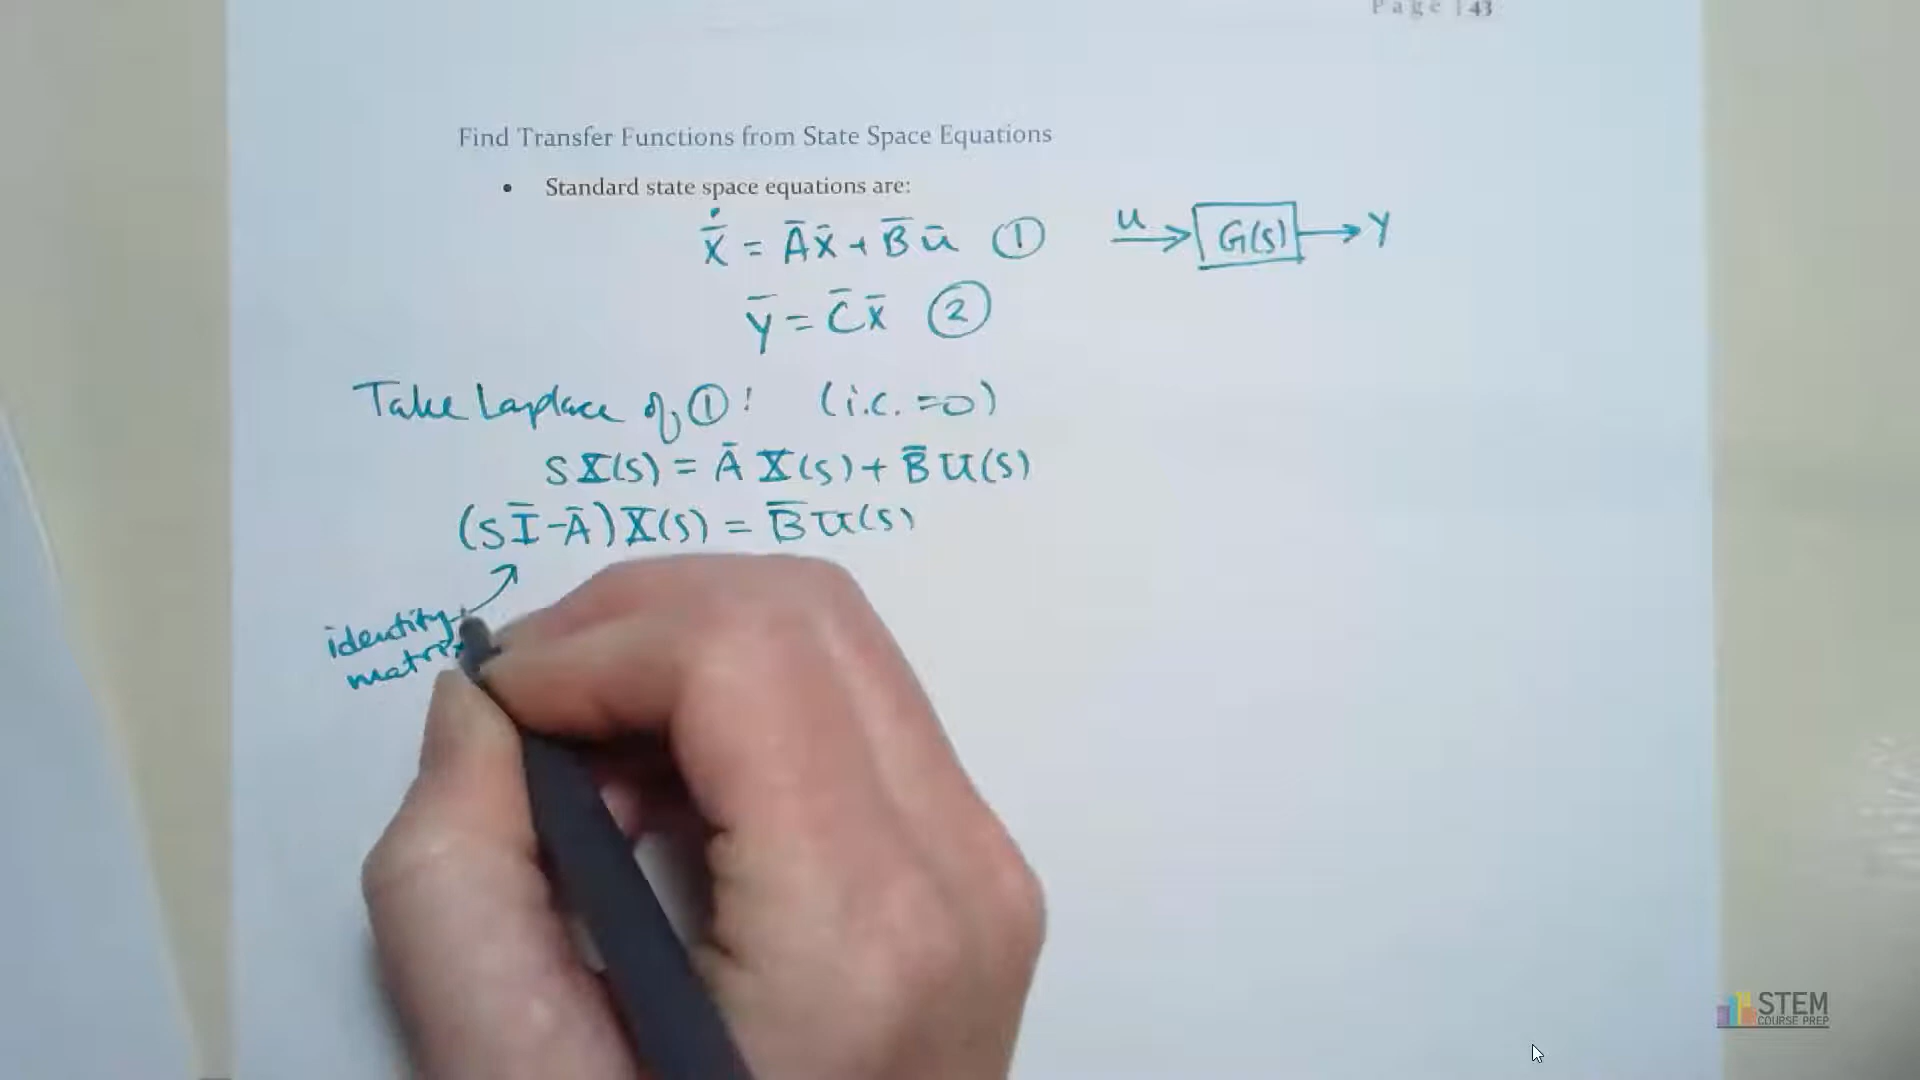 Page | 43
Find Transfer Functions from State Space Equations
• Standard state space equations are:
Ẋ̄ = ĀX̄ + B̄ū ①
u → G(s) → Y
ȳ = C̄X̄ ②
Take Laplace of ①: (i.c. = 0)
sX(s) = ĀX(s) + B̄U(s)
(sĪ-Ā)X(s) = B̄U(s)
identity
matrix
STEM
COURSE PREP